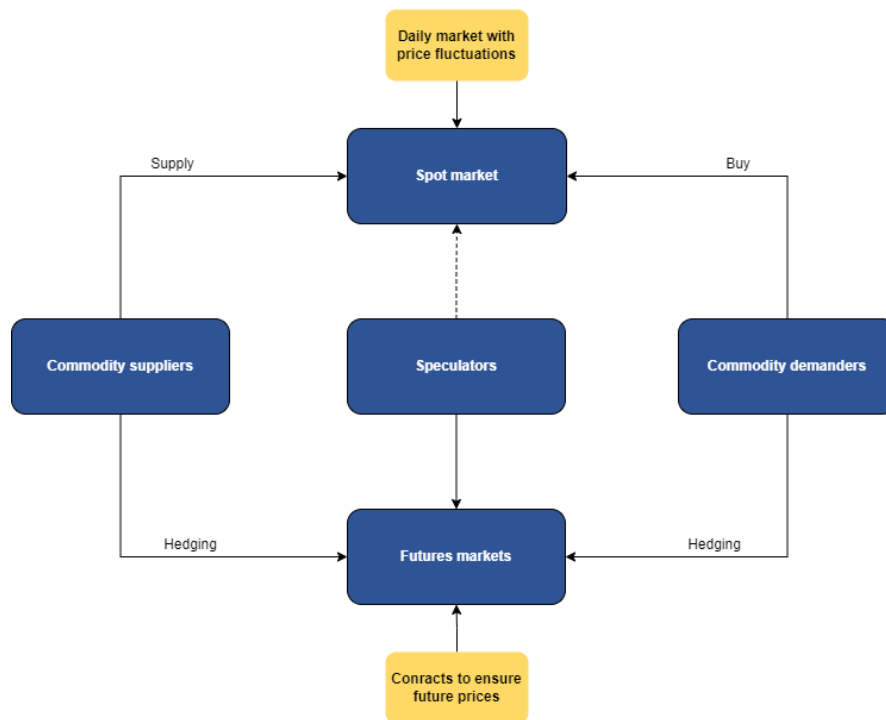 Daily market with
price fluctuations
Supply
Spot market
Buy
Commodity suppliers
Speculators
Commodity demanders
Hedging
Futures markets
Hedging
Conracts to ensure
future prices